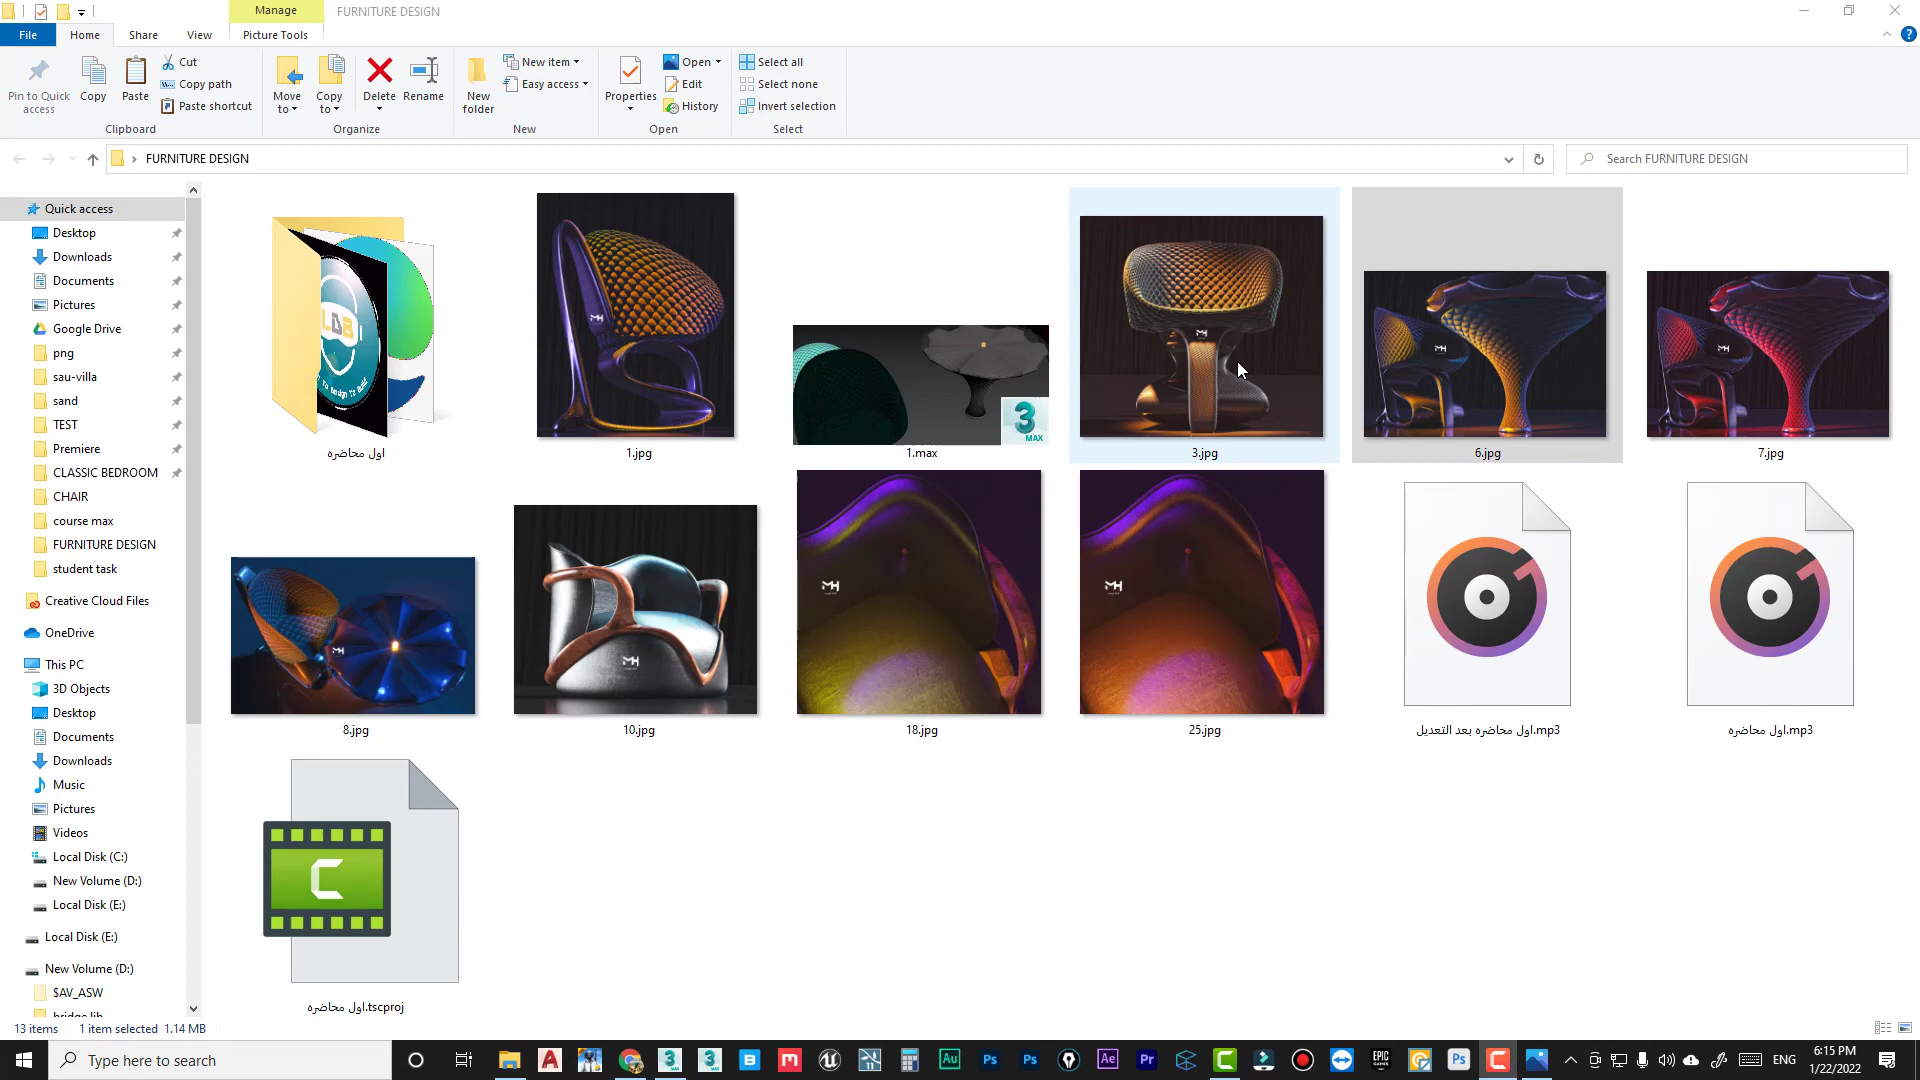 Manage
FURNITURE DESIGN
File
Home
Share
View
Picture Tools
Pin to Quick access
Copy
Paste
Cut
Copy path
Paste shortcut
Clipboard
Move to
Copy to
Delete
Rename
Organize
New folder
New item
Easy access
New
Properties
Open
Edit
History
Open
Select all
Select none
Invert selection
Select
FURNITURE DESIGN
Search FURNITURE DESIGN
Quick access
Desktop
Downloads
Documents
Pictures
Google Drive
png
sau-villa
sand
TEST
Premiere
CLASSIC BEDROOM
CHAIR
course max
FURNITURE DESIGN
student task
Creative Cloud Files
OneDrive
This PC
3D Objects
Desktop
Documents
Downloads
Music
Pictures
Videos
Local Disk (C:)
New Volume (D:)
Local Disk (E:)
Local Disk (E:)
New Volume (D:)
$AV_ASW
bridge lib
اول محاضره
1.jpg
3
MAX
1.max
3.jpg
6.jpg
7.jpg
8.jpg
10.jpg
18.jpg
25.jpg
اول محاضره بعد التعديل.mp3
اول محاضره.mp3
اول محاضره.tscproj
13 items
1 item selected
1.14 MB
Type here to search
ENG
6:15 PM
1/22/2022